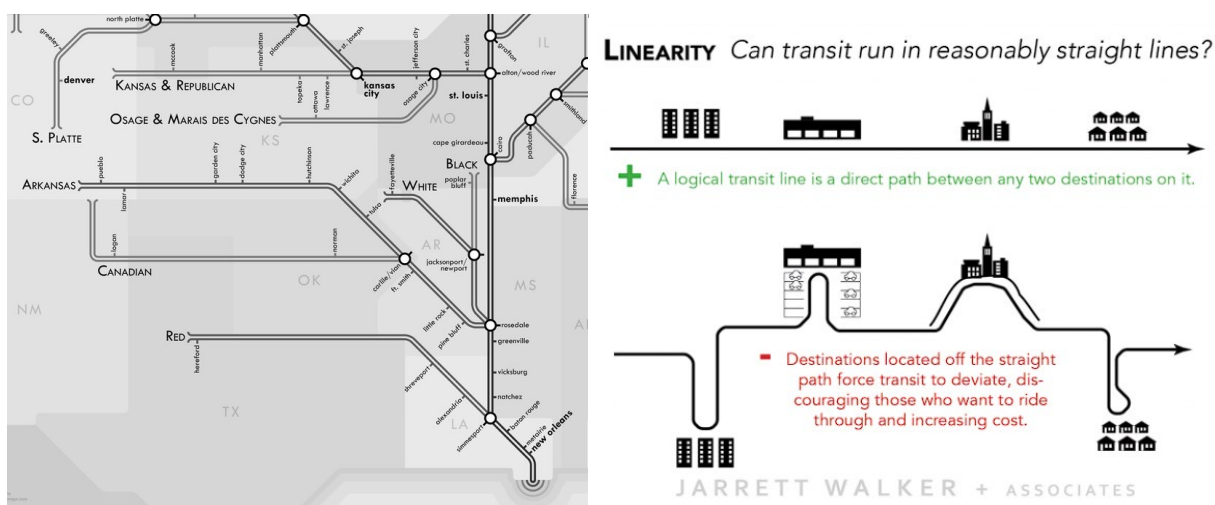 north platte
plattsmouth
st. joseph
greeley
mccook
manhattan
jefferson city
st. charles
grafton
IL
denver
KANSAS & REPUBLICAN
topeka
ottawa
lawrence
kansas
city
osage city
alton/wood river
CO
st. louis
smithland
OSAGE & MARAIS DES CYGNES
MO
KS
S. PLATTE
paducah
cape girardeau
cairo
BLACK
poplar
bluff
ARKANSAS
pueblo
lamar
garden city
dodge city
hutchinson
wichita
fayetteville
WHITE
memphis
florence
tulsa
logan
norman
CANADIAN
AR
jacksonport/
newport
carlile/vian
ft. smith
OK
MS
NM
little rock
pine bluff
rosedale
RED
greenville
hereford
shreveport
vicksburg
TX
alexandria
natchez
LA
simmesport
baton rouge
metairie
new orleans
LINEARITY Can transit run in reasonably straight lines?
+ A logical transit line is a direct path between any two destinations on it.
- Destinations located off the straight
path force transit to deviate, dis-
couraging those who want to ride
through and increasing cost.
JARRETT WALKER + ASSOCIATES